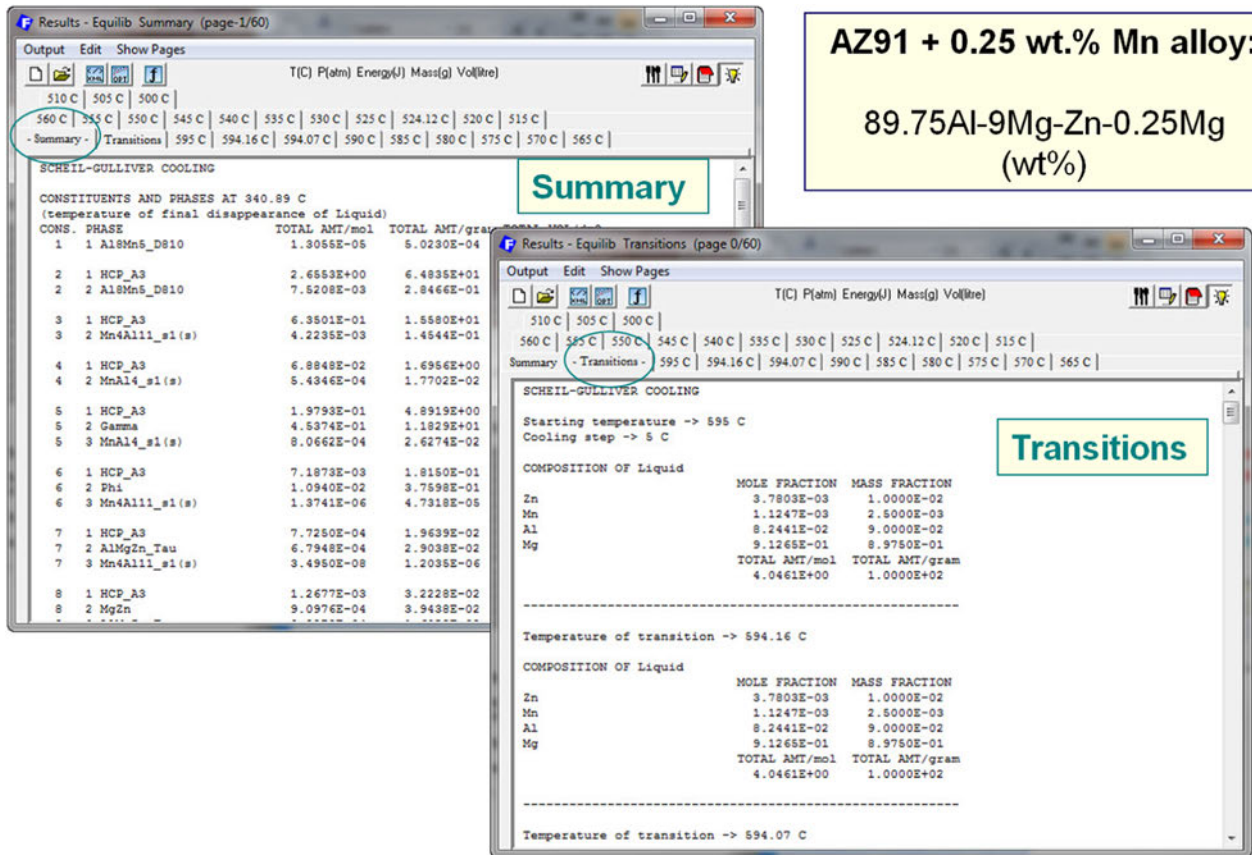 Results - Equilib Summary (page-1/60)
Output Edit Show Pages
T(C) P(atm) Energy(J) Mass(g) Vol(litre)
510 C 505 C 500 C
560 C 555 C 550 C 545 C 540 C 535 C 530 C 525 C 524.12 C 520 C 515 C
- Summary - Transitions 595 C 594.16 C 594.07 C 590 C 585 C 580 C 575 C 570 C 565 C
SCHEIL-GULLIVER COOLING
Summary
CONSTITUENTS AND PHASES AT 340.89 C
(temperature of final disappearance of Liquid)
CONS. PHASE TOTAL AMT/mol TOTAL AMT/gram
1 1 Al8Mn5_D810 1.3055E-05 5.0230E-04
2 1 HCP_A3 2.6553E+00 6.4835E+01
2 2 Al8Mn5_D810 7.5208E-03 2.8466E-01
3 1 HCP_A3 6.3501E-01 1.5580E+01
3 2 Mn4Al11_s1(s) 4.2235E-03 1.4544E-01
4 1 HCP_A3 6.8848E-02 1.6956E+00
4 2 MnAl4_s1(s) 5.4346E-04 1.7702E-02
5 1 HCP_A3 1.9793E-01 4.8919E+00
5 2 Gamma 4.5374E-01 1.1829E+01
5 3 MnAl4_s1(s) 8.0662E-04 2.6274E-02
6 1 HCP_A3 7.1873E-03 1.8150E-01
6 2 Phi 1.0940E-02 3.7598E-01
6 3 Mn4Al11_s1(s) 1.3741E-06 4.7318E-05
7 1 HCP_A3 7.7250E-04 1.9639E-02
7 2 AlMgZn_Tau 6.7948E-04 2.9038E-02
7 3 Mn4Al11_s1(s) 3.4950E-08 1.2035E-06
8 1 HCP_A3 1.2677E-03 3.2228E-02
8 2 MgZn 9.0976E-04 3.9438E-02
AZ91 + 0.25 wt.% Mn alloy:
89.75Al-9Mg-Zn-0.25Mg
(wt%)
Results - Equilib Transitions (page 0/60)
Output Edit Show Pages
T(C) P(atm) Energy(J) Mass(g) Vol(litre)
510 C 505 C 500 C
560 C 555 C 550 C 545 C 540 C 535 C 530 C 525 C 524.12 C 520 C 515 C
Summary - Transitions - 595 C 594.16 C 594.07 C 590 C 585 C 580 C 575 C 570 C 565 C
SCHEIL-GULLIVER COOLING
Starting temperature -> 595 C
Cooling step -> 5 C
Transitions
COMPOSITION OF Liquid
MOLE FRACTION MASS FRACTION
Zn 3.7803E-03 1.0000E-02
Mn 1.1247E-03 2.5000E-03
Al 8.2441E-02 9.0000E-02
Mg 9.1265E-01 8.9750E-01
TOTAL AMT/mol TOTAL AMT/gram
4.0461E+00 1.0000E+02
Temperature of transition -> 594.16 C
COMPOSITION OF Liquid
MOLE FRACTION MASS FRACTION
Zn 3.7803E-03 1.0000E-02
Mn 1.1247E-03 2.5000E-03
Al 8.2441E-02 9.0000E-02
Mg 9.1265E-01 8.9750E-01
TOTAL AMT/mol TOTAL AMT/gram
4.0461E+00 1.0000E+02
Temperature of transition -> 594.07 C